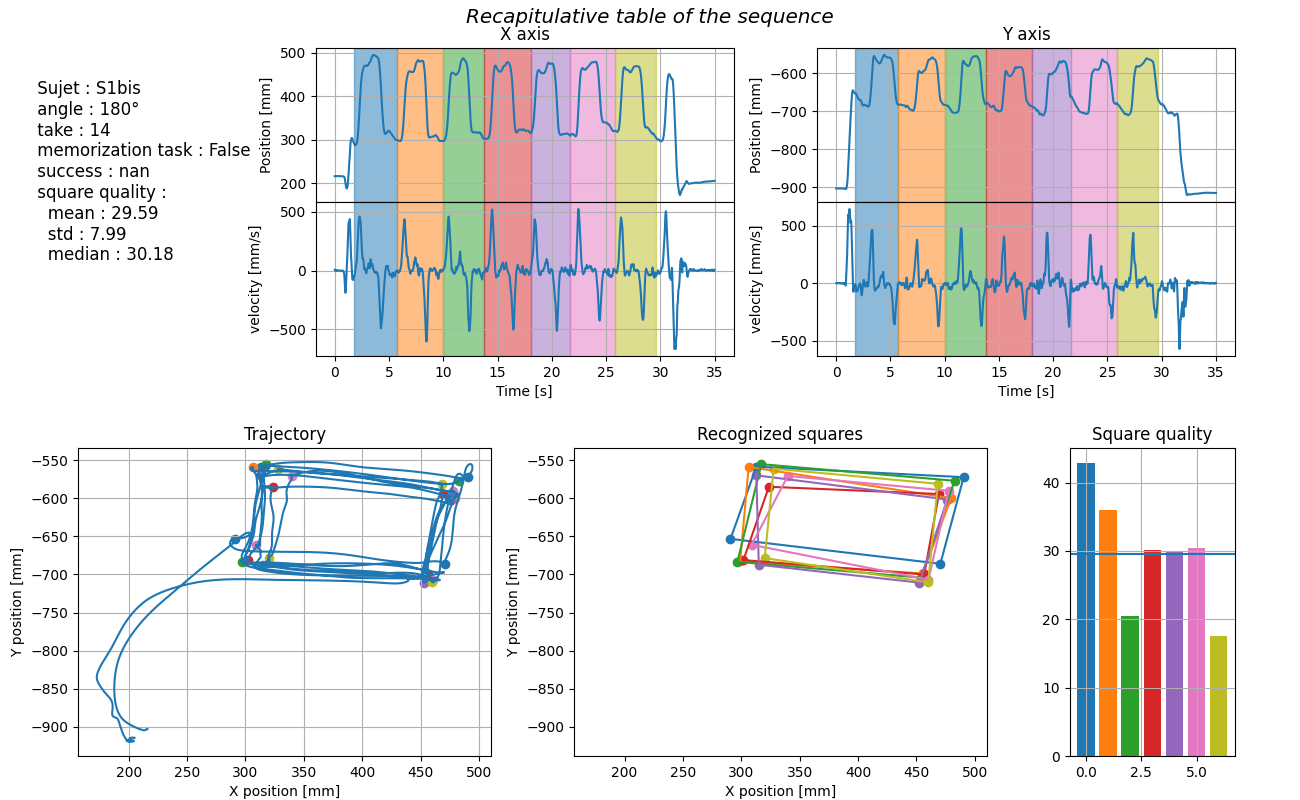 Recapitulative table of the sequence
Sujet : S1bis
angle : 180°
take : 14
memorization task : False
success : nan
square quality :
mean : 29.59
std : 7.99
median : 30.18
X axis
Position [mm]
500
400
300
200
velocity [mm/s]
500
0
−500
0 5 10 15 20 25 30 35
Time [s]
Y axis
Position [mm]
−600
−700
−800
−900
velocity [mm/s]
500
0
−500
0 5 10 15 20 25 30 35
Time [s]
Trajectory
Y position [mm]
−550
−600
−650
−700
−750
−800
−850
−900
200 250 300 350 400 450 500
X position [mm]
Recognized squares
Y position [mm]
−550
−600
−650
−700
−750
−800
−850
−900
200 250 300 350 400 450 500
X position [mm]
Square quality
40
30
20
10
0
0.0 2.5 5.0